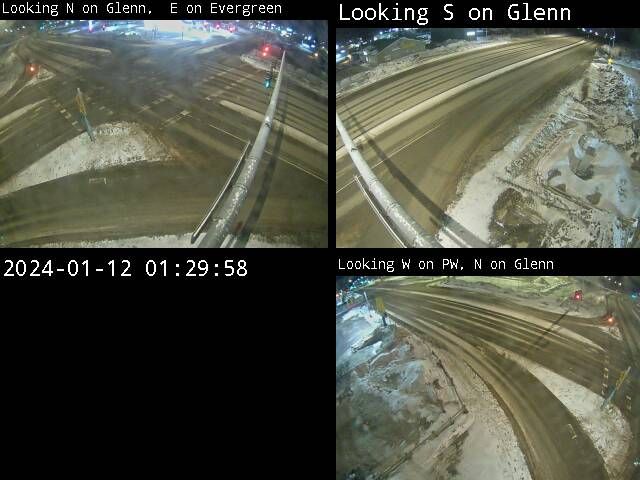 Looking N on Glenn,  E on Evergreen
Looking S on Glenn
2024-01-12 01:29:58
Looking W on PW, N on Glenn